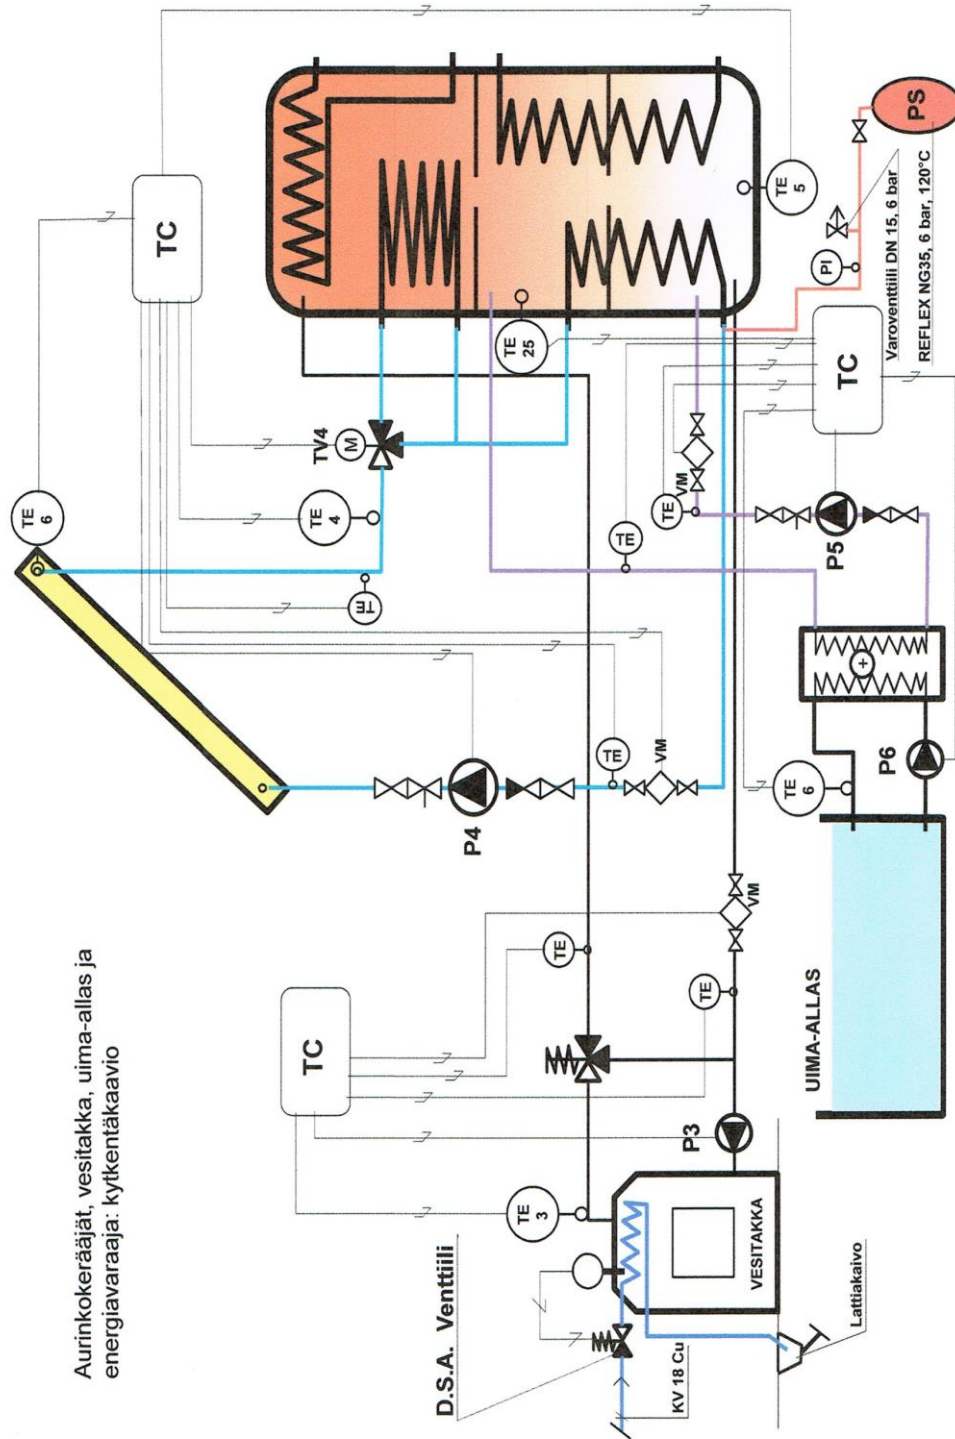 Aurinkokerääjät, vesitakka, uima-allas ja
energiavaraaja: kytkentäkaavio
TE
6
TC
TV4
M
TE
4
TE
TE
25
TE
5
P4
TE
VM
TE
VM
TE
PI
PS
Varoventtiili DN 15, 6 bar
REFLEX NG35, 6 bar, 120°C
TC
P5
+
P6
TE
6
UIMA-ALLAS
TC
TE
VM
TE
P3
TE
3
D.S.A. Venttiili
VESITAKKA
KV 18 Cu
Lattiakaivo